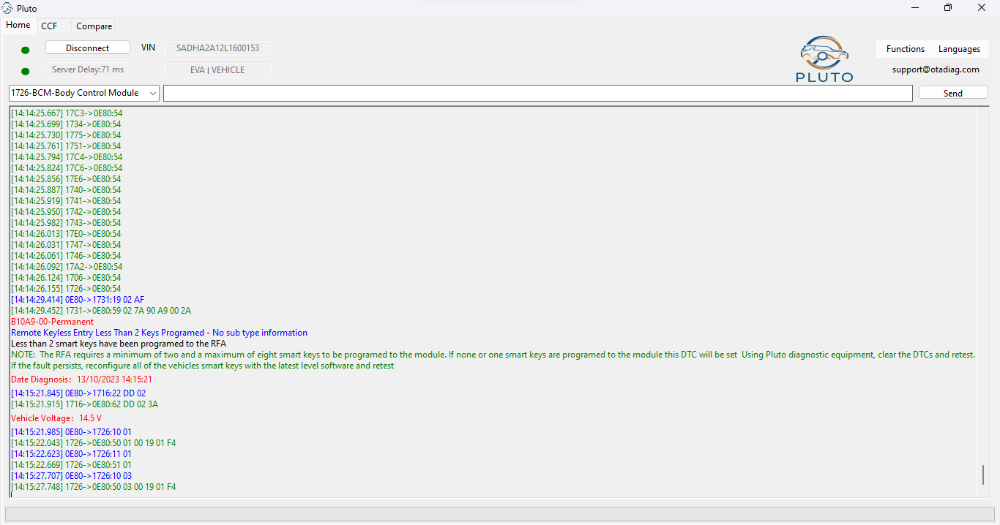 Pluto
Home CCF Compare
Disconnect VIN SADHA2A12L1600153 Functions Languages
Server Delay:71 ms EVA | VEHICLE support@otadiag.com
PLUTO
1726-BCM-Body Control Module Send
[14:14:25.667] 17C3->0E80:54
[14:14:25.699] 1734->0E80:54
[14:14:25.730] 1775->0E80:54
[14:14:25.761] 1751->0E80:54
[14:14:25.794] 17C4->0E80:54
[14:14:25.824] 17C6->0E80:54
[14:14:25.856] 17E6->0E80:54
[14:14:25.887] 1740->0E80:54
[14:14:25.919] 1741->0E80:54
[14:14:25.950] 1742->0E80:54
[14:14:25.982] 1743->0E80:54
[14:14:26.013] 17E0->0E80:54
[14:14:26.031] 1747->0E80:54
[14:14:26.061] 1746->0E80:54
[14:14:26.092] 17A2->0E80:54
[14:14:26.124] 1706->0E80:54
[14:14:26.155] 1726->0E80:54
[14:14:29.414] 0E80->1731:19 02 AF
[14:14:29.452] 1731->0E80:59 02 7A 90 A9 00 2A
B10A9-00-Permanent
Remote Keyless Entry Less Than 2 Keys Programed - No sub type information
Less than 2 smart keys have been programed to the RFA
NOTE: The RFA requires a minimum of two and a maximum of eight smart keys to be programed to the module. If none or one smart keys are programed to the module this DTC will be set Using Pluto diagnostic equipment, clear the DTCs and retest.
If the fault persists, reconfigure all of the vehicles smart keys with the latest level software and retest
Date Diagnosis: 13/10/2023 14:15:21
[14:15:21.845] 0E80->1716:22 DD 02
[14:15:21.915] 1716->0E80:62 DD 02 3A
Vehicle Voltage: 14.5 V
[14:15:21.985] 0E80->1726:10 01
[14:15:22.043] 1726->0E80:50 01 00 19 01 F4
[14:15:22.623] 0E80->1726:11 01
[14:15:22.669] 1726->0E80:51 01
[14:15:27.707] 0E80->1726:10 03
[14:15:27.748] 1726->0E80:50 03 00 19 01 F4